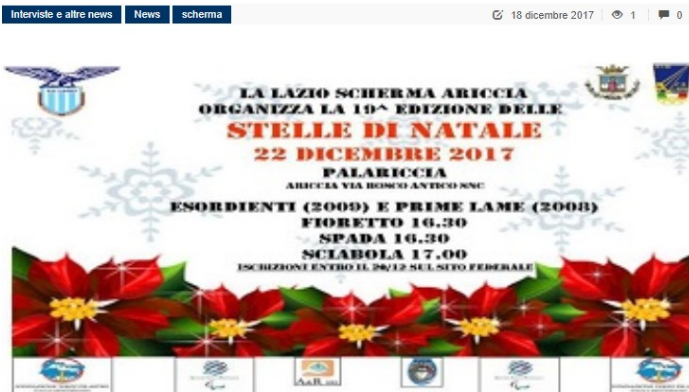 Interviste e altre news News scherma 18 dicembre 2017 1 0
LA LAZIO SCHERMA ARICCIA
ORGANIZZA LA 19^ EDIZIONE DELLE
STELLE DI NATALE
22 DICEMBRE 2017
PALARICCIA
ARICCIA VIA BOSCO ANTICO SNC
ESORDIENTI (2009) E PRIME LAME (2008)
FIORETTO 16.30
SPADA 16.30
SCIABOLA 17.00
ISCRIZIONI ENTRO IL 20/12 SUL SITO FEDERALE
A&R